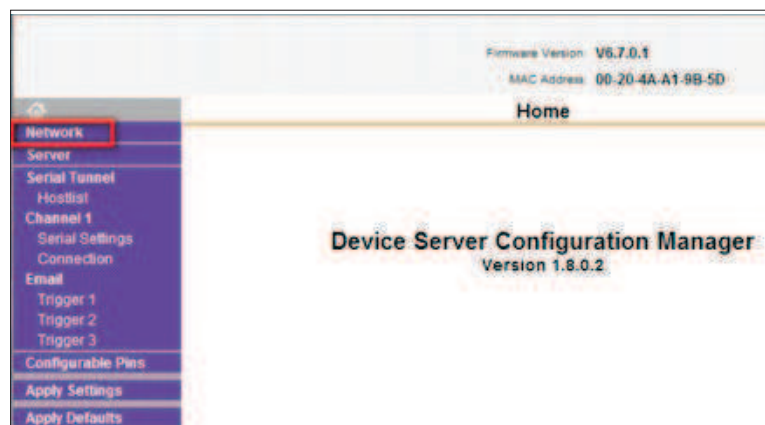 Firmware Version V6.7.0.1
MAC Address 00-20-4A-A1-9B-5D
Home
Network
Server
Serial Tunnel
Hostlist
Channel 1
Serial Settings
Connection
Email
Trigger 1
Trigger 2
Trigger 3
Configurable Pins
Apply Settings
Apply Defaults
Device Server Configuration Manager
Version 1.8.0.2